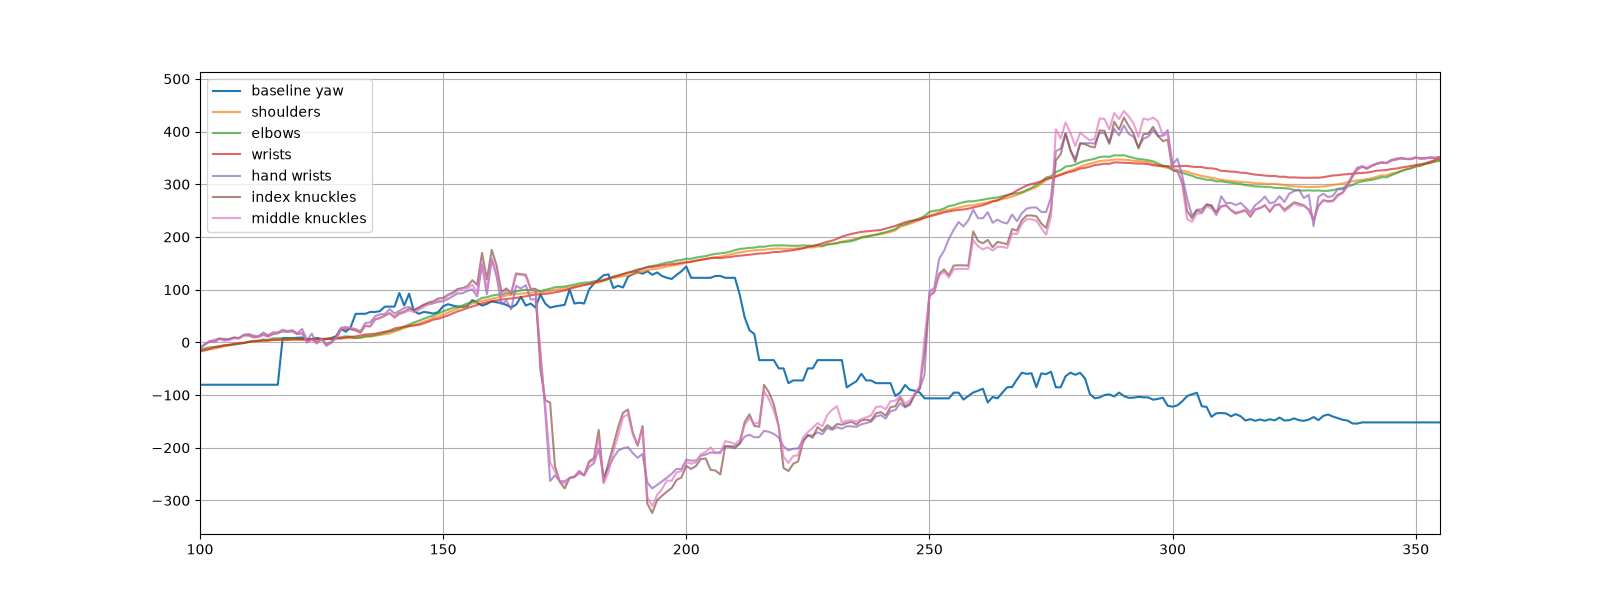 500
400
300
200
100
0
−100
−200
−300
100
150
200
250
300
350
baseline yaw
shoulders
elbows
wrists
hand wrists
index knuckles
middle knuckles